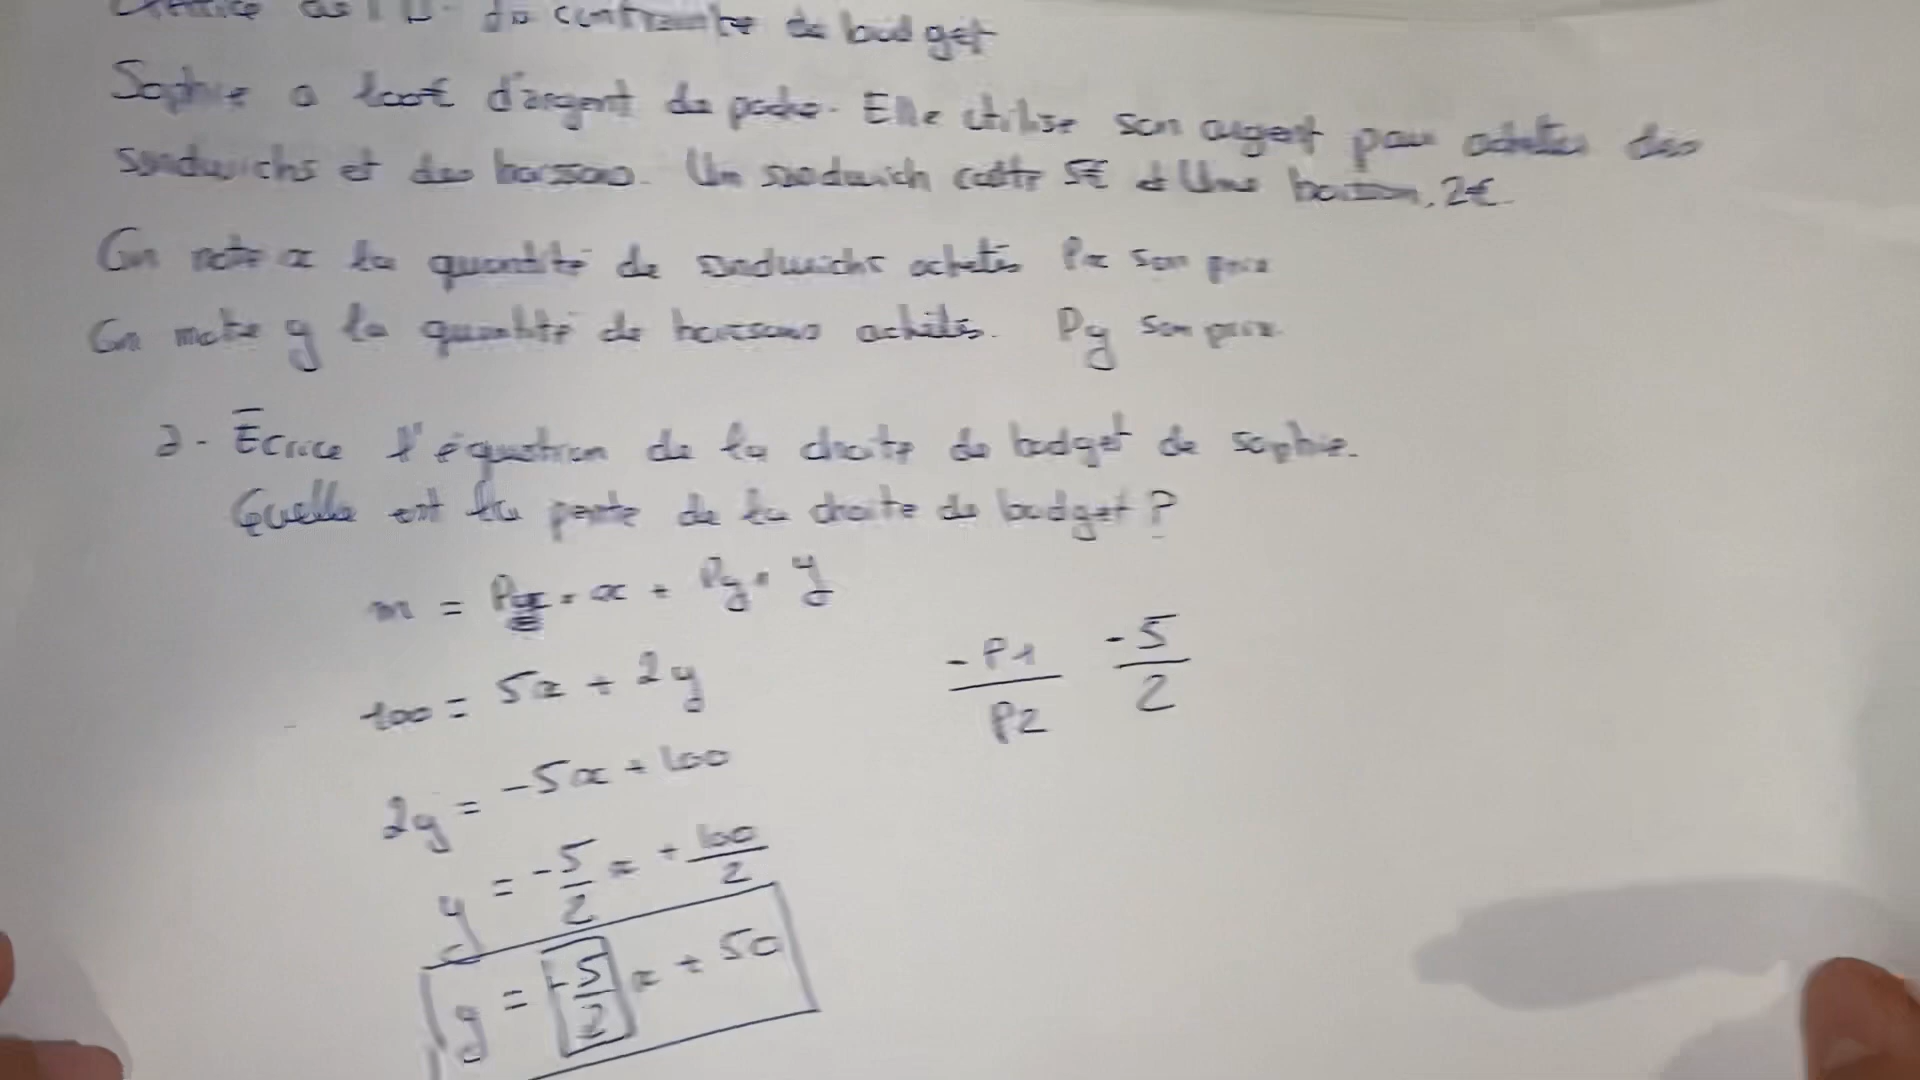 de budget
Sophie a 100€ d'argent de poche. Elle utilise son argent pour acheter des
sandwichs et des boissons. Un sandwich coûte 5€ et Une boisson, 2€.
On note x la quantité de sandwichs achetés Px son prix
On note y la quantité de boissons achetés. Py son prix.
2- Ecrire l'équation de la droite de budget de sophie.
Quelle est la pente de la droite de budget ?
m = Px · x + Py · y
100 = 5x + 2y
-P1/P2 -5/2
2y = -5x + 100
y = -5/2 x + 100/2
y = -5/2 x + 50